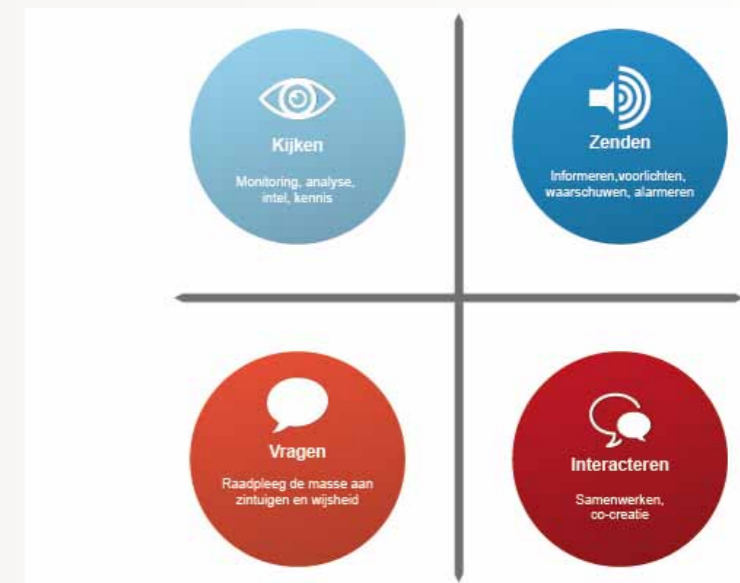 Kijken
Monitoring, analyse,
intel, kennis
Zenden
Informeren,voorlichten,
waarschuwen, alarmeren
Vragen
Raadpleeg de masse aan
zintuigen en wijsheid
Interacteren
Samenwerken,
co-creatie